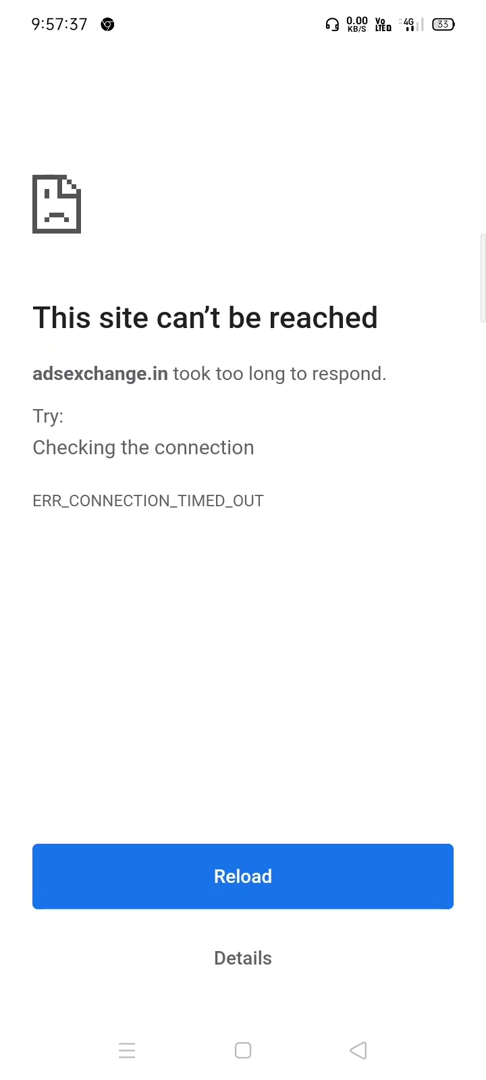 9:57:37 0.00 KB/S Vo LTE 4G 33
This site can’t be reached
adsexchange.in took too long to respond.
Try:
Checking the connection
ERR_CONNECTION_TIMED_OUT
Reload
Details